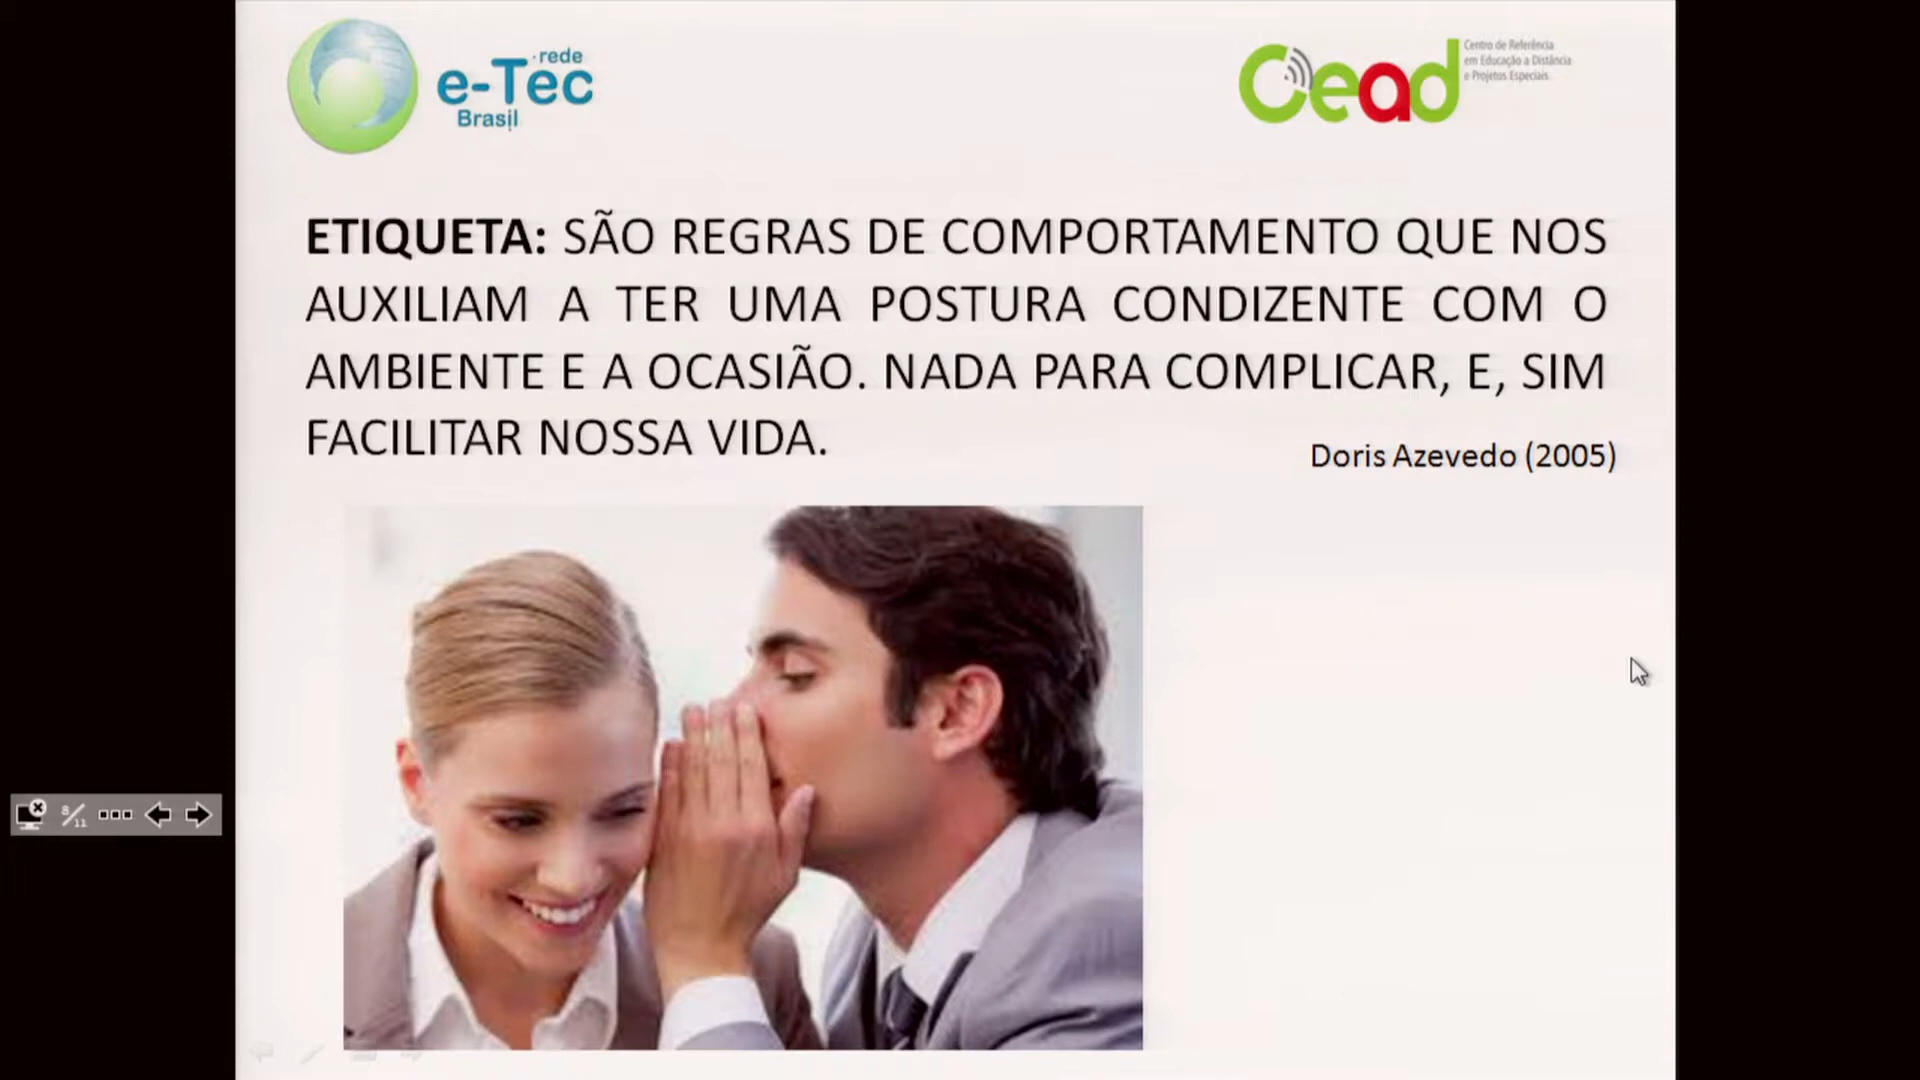 rede
e-Tec
Brasil
Cead
Centro de Referência
em Educação a Distância
e Projetos Especiais
ETIQUETA: SÃO REGRAS DE COMPORTAMENTO QUE NOS
AUXILIAM A TER UMA POSTURA CONDIZENTE COM O
AMBIENTE E A OCASIÃO. NADA PARA COMPLICAR, E, SIM
FACILITAR NOSSA VIDA.
Doris Azevedo (2005)
8/11